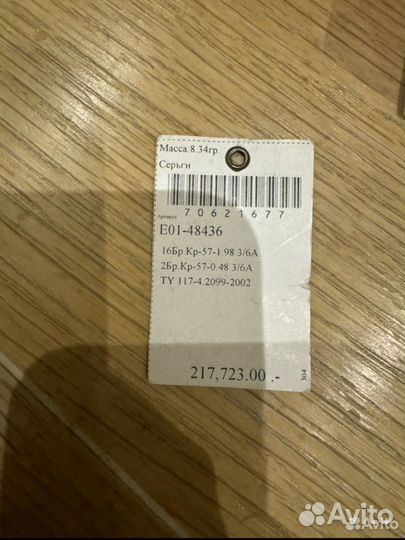 Масса:8.34гр.
Серьги
Артикул 70621677
E01-48436
16Бр.Кр-57-1.98 3/6А
2Бр.Кр-57-0.48 3/6А
ТУ 117-4.2099-2002
217,723.00 .-
304
Avito